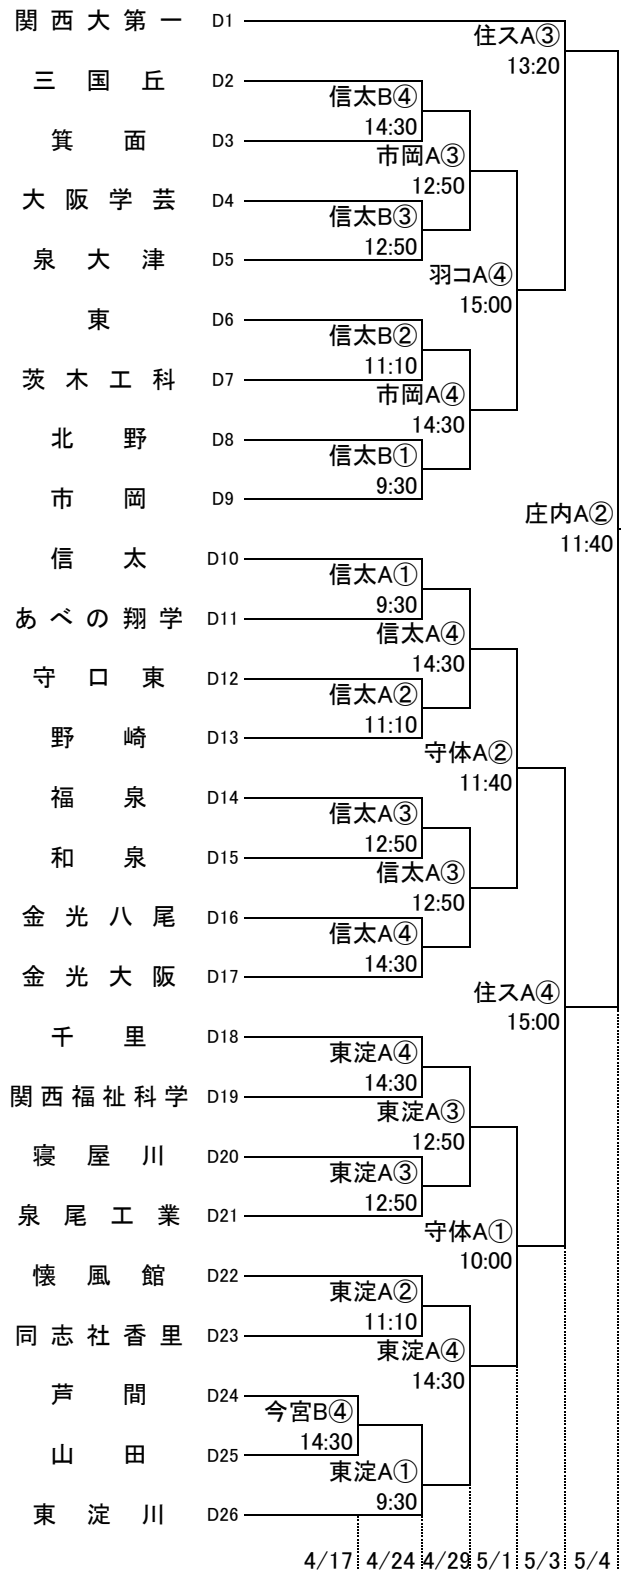 関西大第一 D1
住スA③
13:20
三国丘 D2
信太B④
14:30
箕面 D3
市岡A③
12:50
大阪学芸 D4
信太B③
12:50
泉大津 D5
羽コA④
15:00
東 D6
信太B②
11:10
茨木工科 D7
市岡A④
14:30
北野 D8
信太B①
9:30
市岡 D9
庄内A②
11:40
信太 D10
信太A①
9:30
あべの翔学 D11
信太A④
14:30
守口東 D12
信太A②
11:10
野崎 D13
守体A②
11:40
福泉 D14
信太A③
12:50
和泉 D15
信太A③
12:50
金光八尾 D16
信太A④
14:30
金光大阪 D17
住スA④
15:00
千里 D18
東淀A④
14:30
関西福祉科学 D19
東淀A③
12:50
寝屋川 D20
東淀A③
12:50
泉尾工業 D21
守体A①
10:00
懐風館 D22
東淀A②
11:10
同志社香里 D23
東淀A④
14:30
芦間 D24
今宮B④
14:30
山田 D25
東淀A①
9:30
東淀川 D26
4/17 4/24 4/29 5/1 5/3 5/4